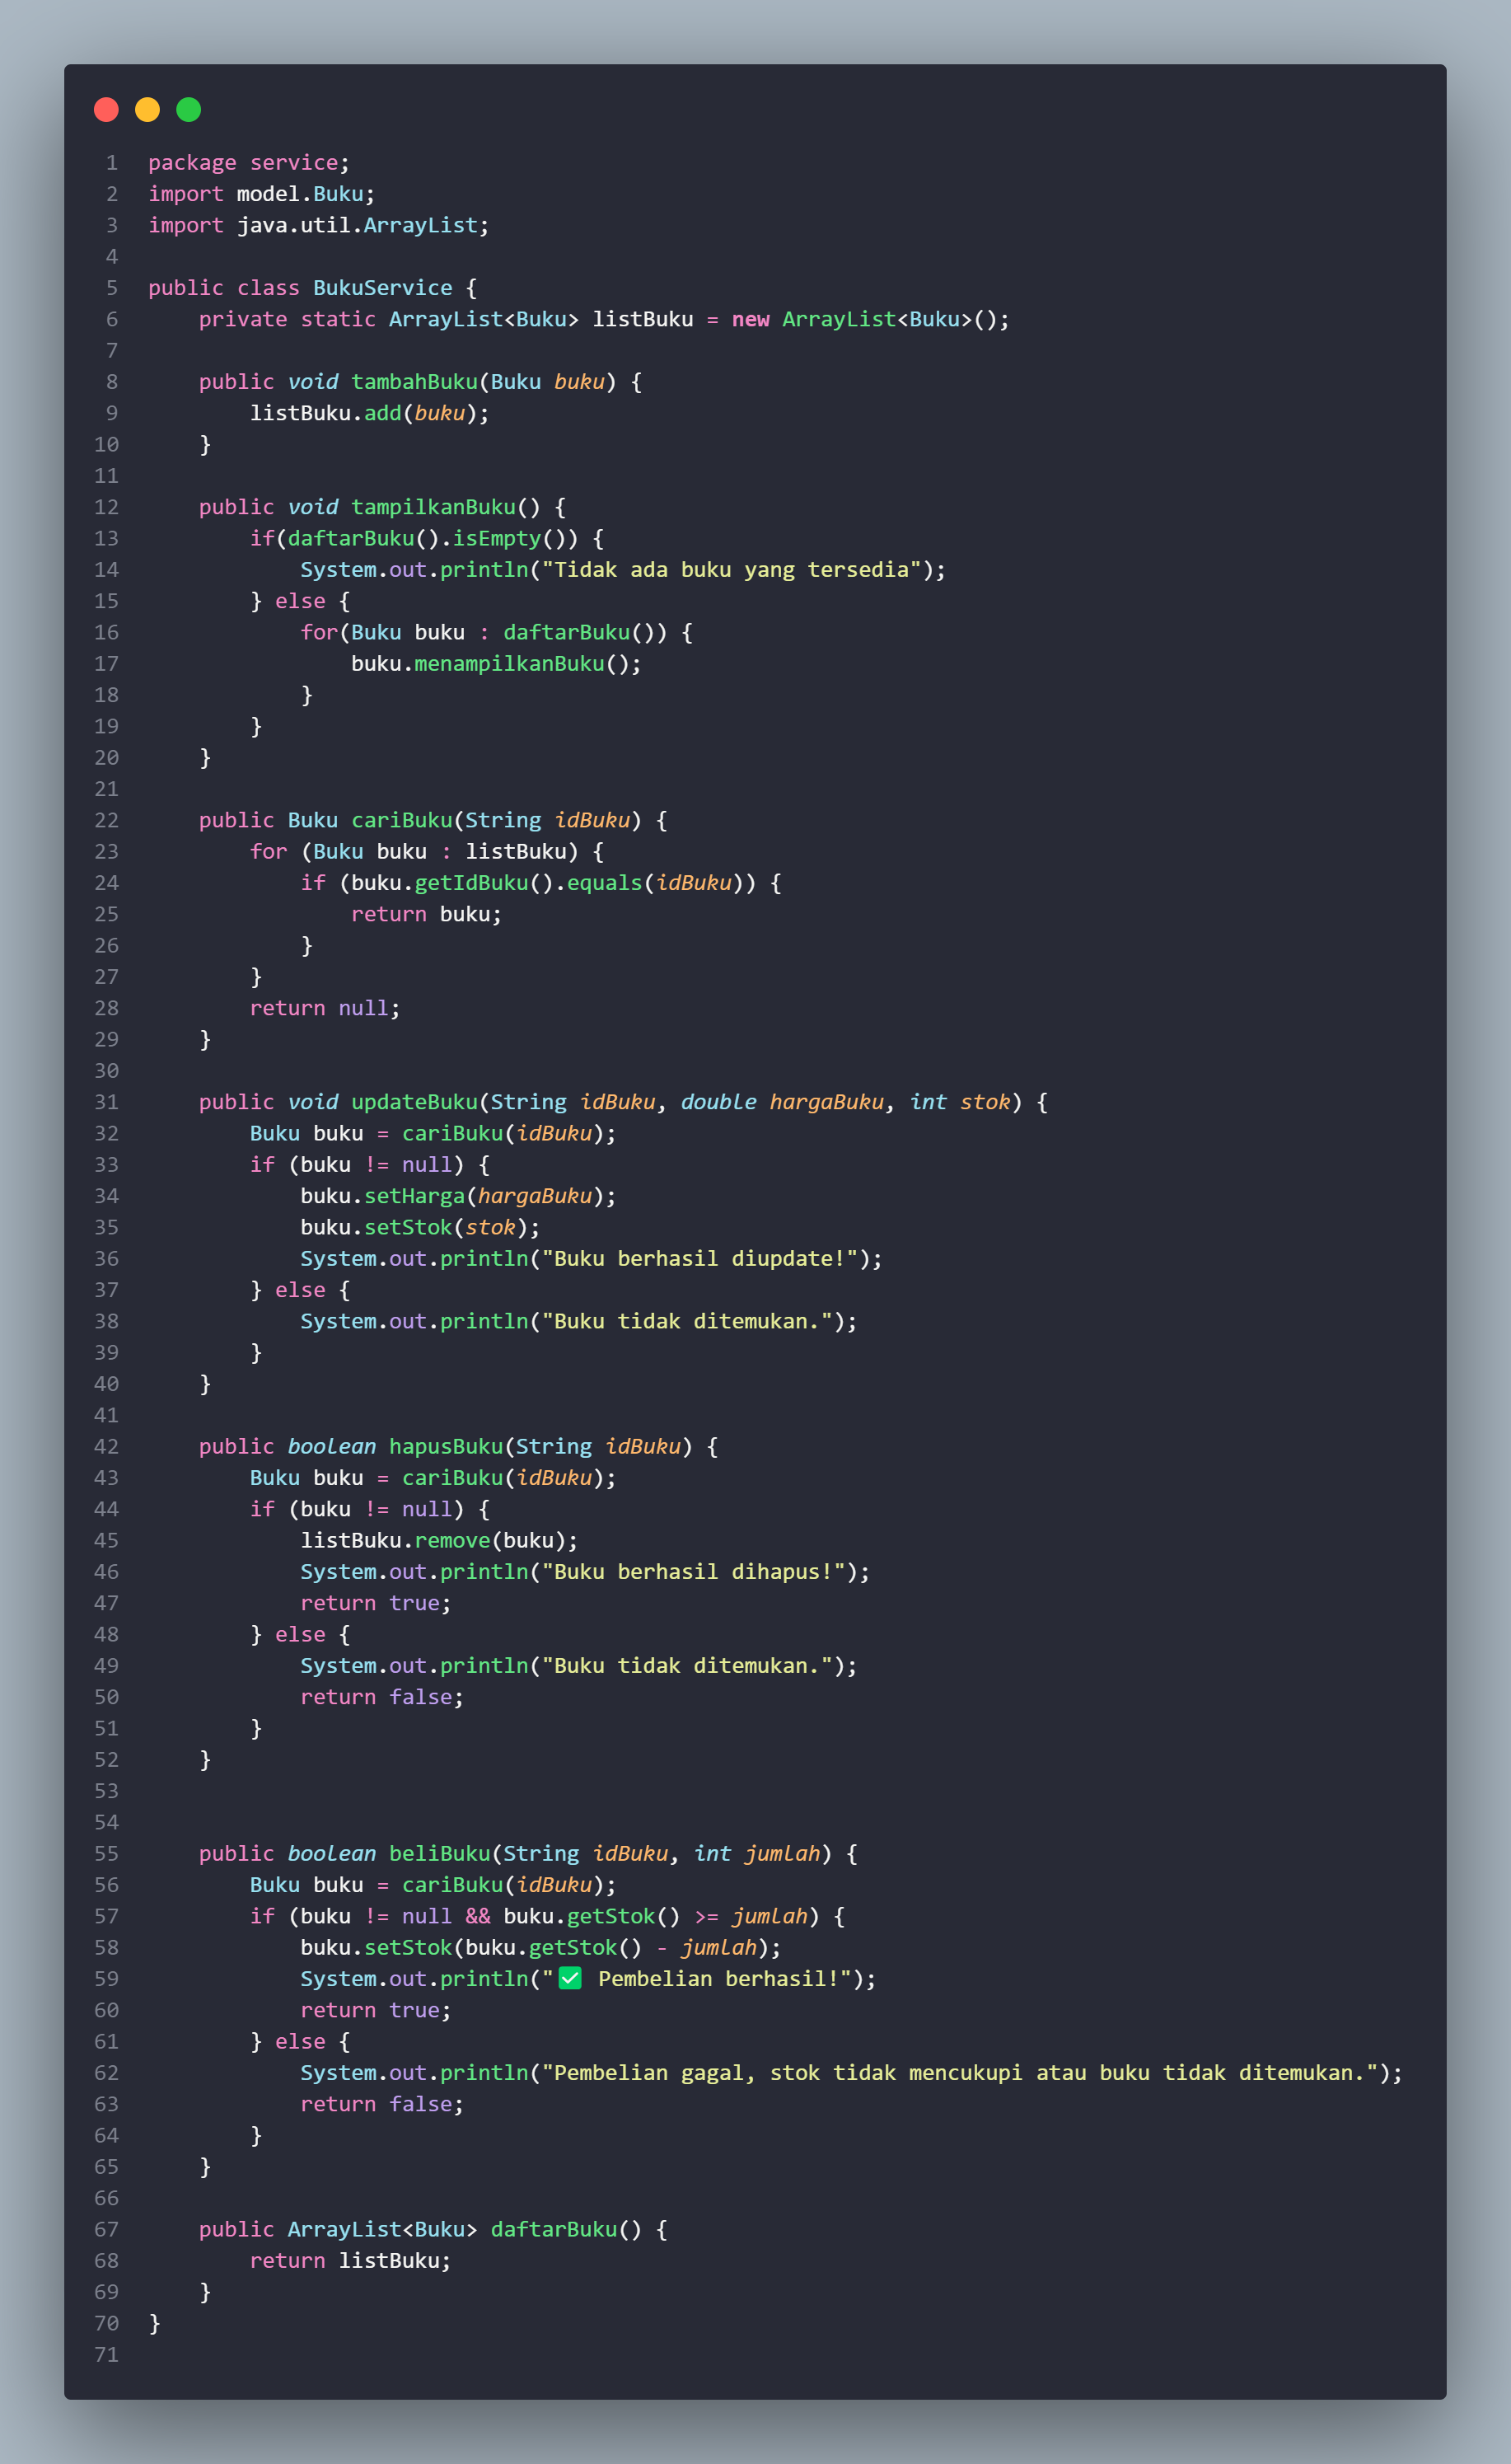 1 package service;
2 import model.Buku;
3 import java.util.ArrayList;
4
5 public class BukuService {
6     private static ArrayList<Buku> listBuku = new ArrayList<Buku>();
7
8     public void tambahBuku(Buku buku) {
9         listBuku.add(buku);
10     }
11
12     public void tampilkanBuku() {
13         if(daftarBuku().isEmpty()) {
14             System.out.println("Tidak ada buku yang tersedia");
15         } else {
16             for(Buku buku : daftarBuku()) {
17                 buku.menampilkanBuku();
18             }
19         }
20     }
21
22     public Buku cariBuku(String idBuku) {
23         for (Buku buku : listBuku) {
24             if (buku.getIdBuku().equals(idBuku)) {
25                 return buku;
26             }
27         }
28         return null;
29     }
30
31     public void updateBuku(String idBuku, double hargaBuku, int stok) {
32         Buku buku = cariBuku(idBuku);
33         if (buku != null) {
34             buku.setHarga(hargaBuku);
35             buku.setStok(stok);
36             System.out.println("Buku berhasil diupdate!");
37         } else {
38             System.out.println("Buku tidak ditemukan.");
39         }
40     }
41
42     public boolean hapusBuku(String idBuku) {
43         Buku buku = cariBuku(idBuku);
44         if (buku != null) {
45             listBuku.remove(buku);
46             System.out.println("Buku berhasil dihapus!");
47             return true;
48         } else {
49             System.out.println("Buku tidak ditemukan.");
50             return false;
51         }
52     }
53
54
55     public boolean beliBuku(String idBuku, int jumlah) {
56         Buku buku = cariBuku(idBuku);
57         if (buku != null && buku.getStok() >= jumlah) {
58             buku.setStok(buku.getStok() - jumlah);
59             System.out.println("✅ Pembelian berhasil!");
60             return true;
61         } else {
62             System.out.println("Pembelian gagal, stok tidak mencukupi atau buku tidak ditemukan.");
63             return false;
64         }
65     }
66
67     public ArrayList<Buku> daftarBuku() {
68         return listBuku;
69     }
70 }
71